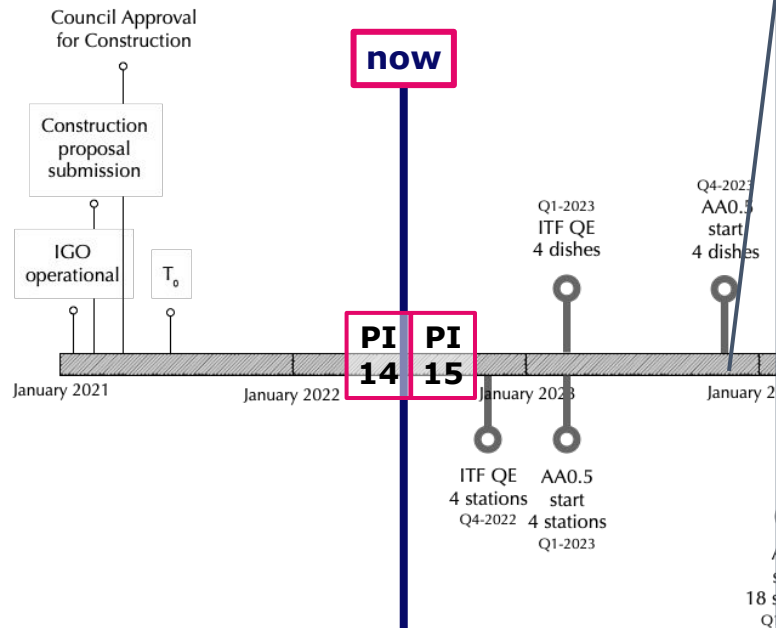 Council Approval
for Construction
now
Construction
proposal
submission
IGO
operational
T₀
Q1-2023
ITF QE
4 dishes
Q4-2023
AA0.5
start
4 dishes
PI
14
PI
15
January 2021
January 2022
January 2023
January 2
ITF QE
4 stations
Q4-2022
AA0.5
start
4 stations
Q1-2023
18 s